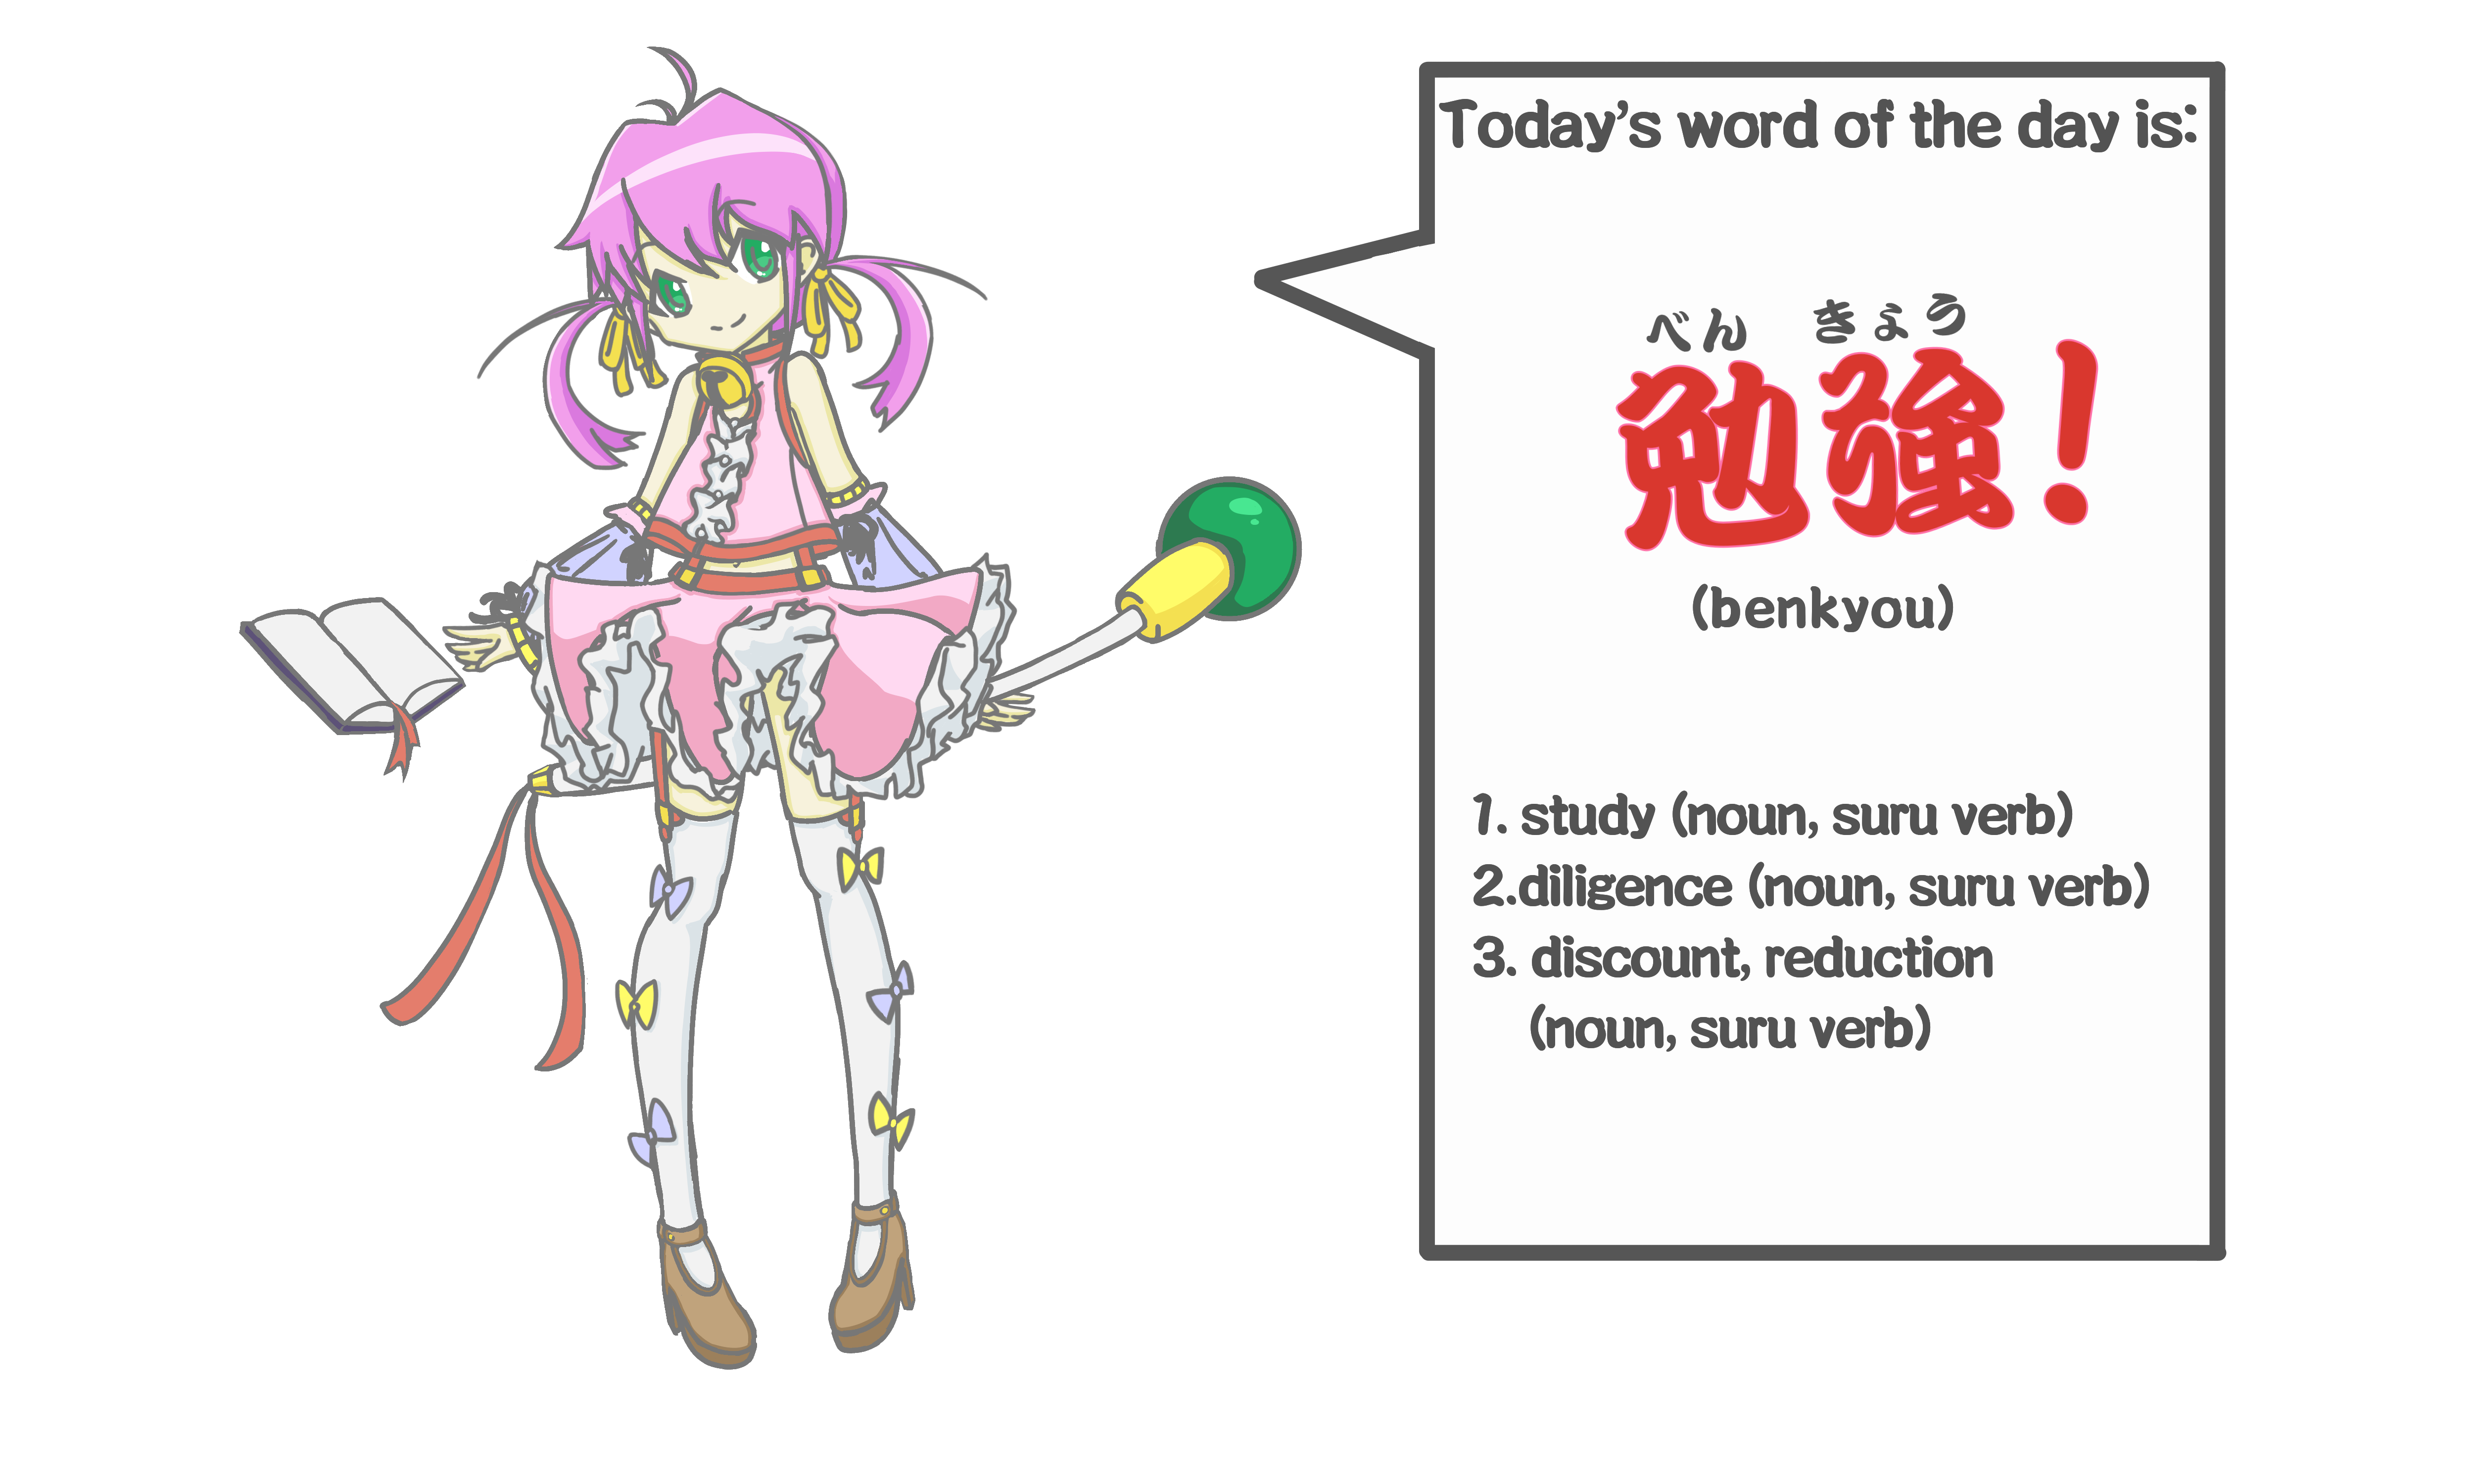 Today's word of the day is:
べんきょう
勉強!
(benkyou)
1. study (noun, suru verb)
2.diligence (noun, suru verb)
3. discount, reduction
(noun, suru verb)